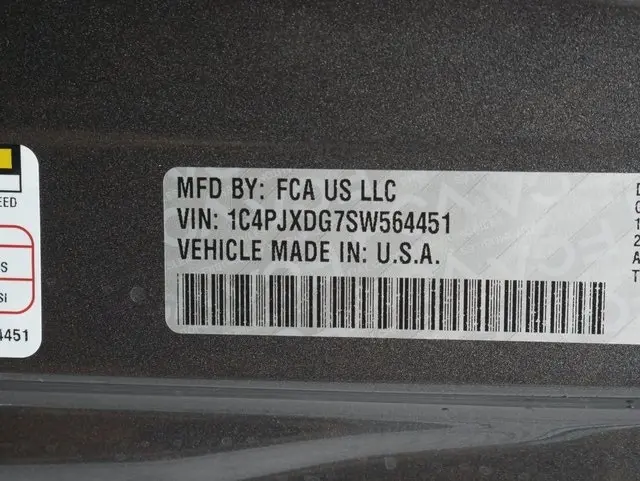 MFD BY: FCA US LLC
VIN: 1C4PJXDG7SW564451
VEHICLE MADE IN: U.S.A.
EED
S
SI
4451